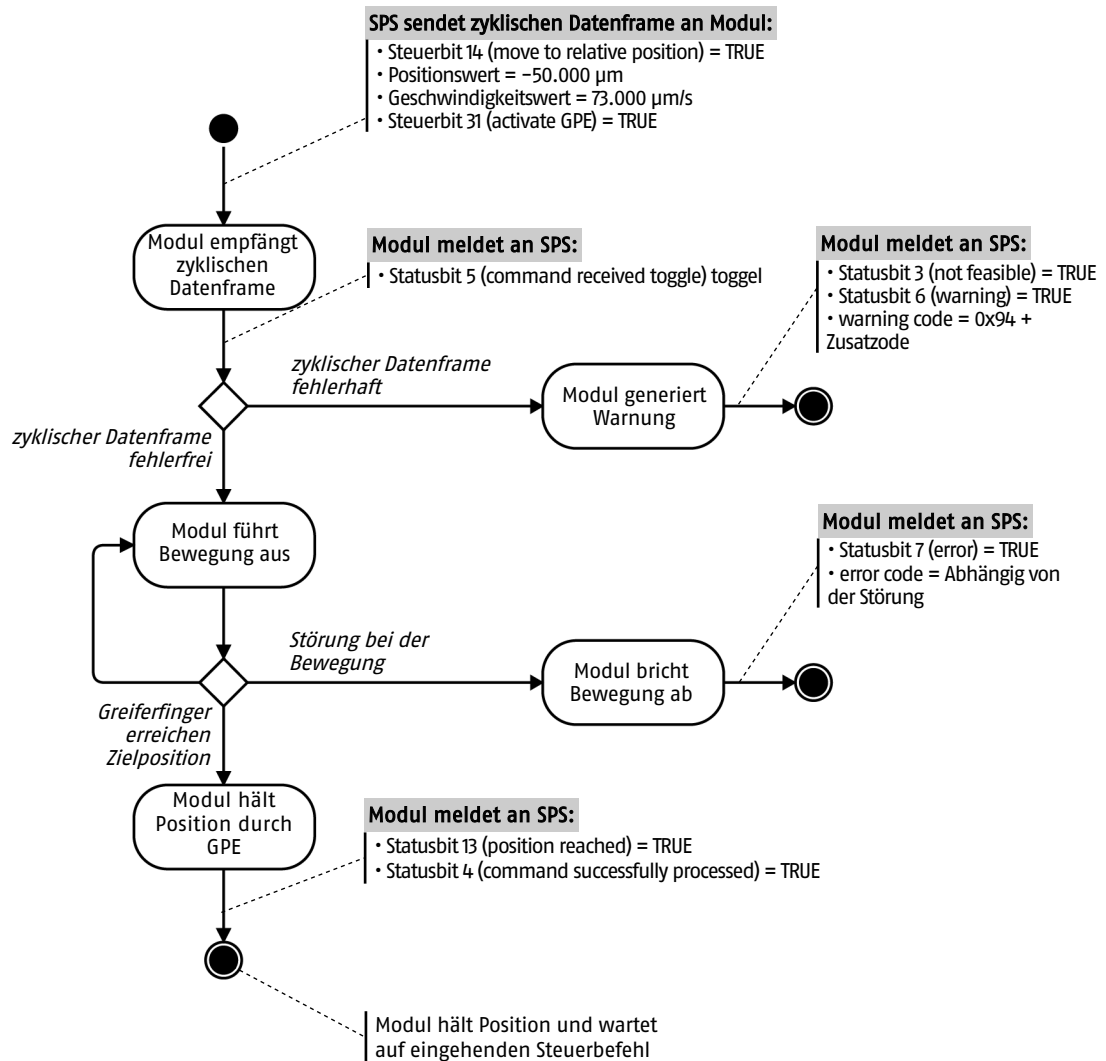 SPS sendet zyklischen Datenframe an Modul:
• Steuerbit 14 (move to relative position) = TRUE
• Positionswert = −50.000 µm
• Geschwindigkeitswert = 73.000 µm/s
• Steuerbit 31 (activate GPE) = TRUE
Modul empfängt
zyklischen
Datenframe
Modul meldet an SPS:
• Statusbit 5 (command received toggle) toggel
Modul meldet an SPS:
• Statusbit 3 (not feasible) = TRUE
• Statusbit 6 (warning) = TRUE
• warning code = 0x94 +
Zusatzode
zyklischer Datenframe
fehlerhaft
Modul generiert
Warnung
zyklischer Datenframe
fehlerfrei
Modul führt
Bewegung aus
Modul meldet an SPS:
• Statusbit 7 (error) = TRUE
• error code = Abhängig von
der Störung
Störung bei der
Bewegung
Modul bricht
Bewegung ab
Greiferfinger
erreichen
Zielposition
Modul hält
Position durch
GPE
Modul meldet an SPS:
• Statusbit 13 (position reached) = TRUE
• Statusbit 4 (command successfully processed) = TRUE
Modul hält Position und wartet
auf eingehenden Steuerbefehl